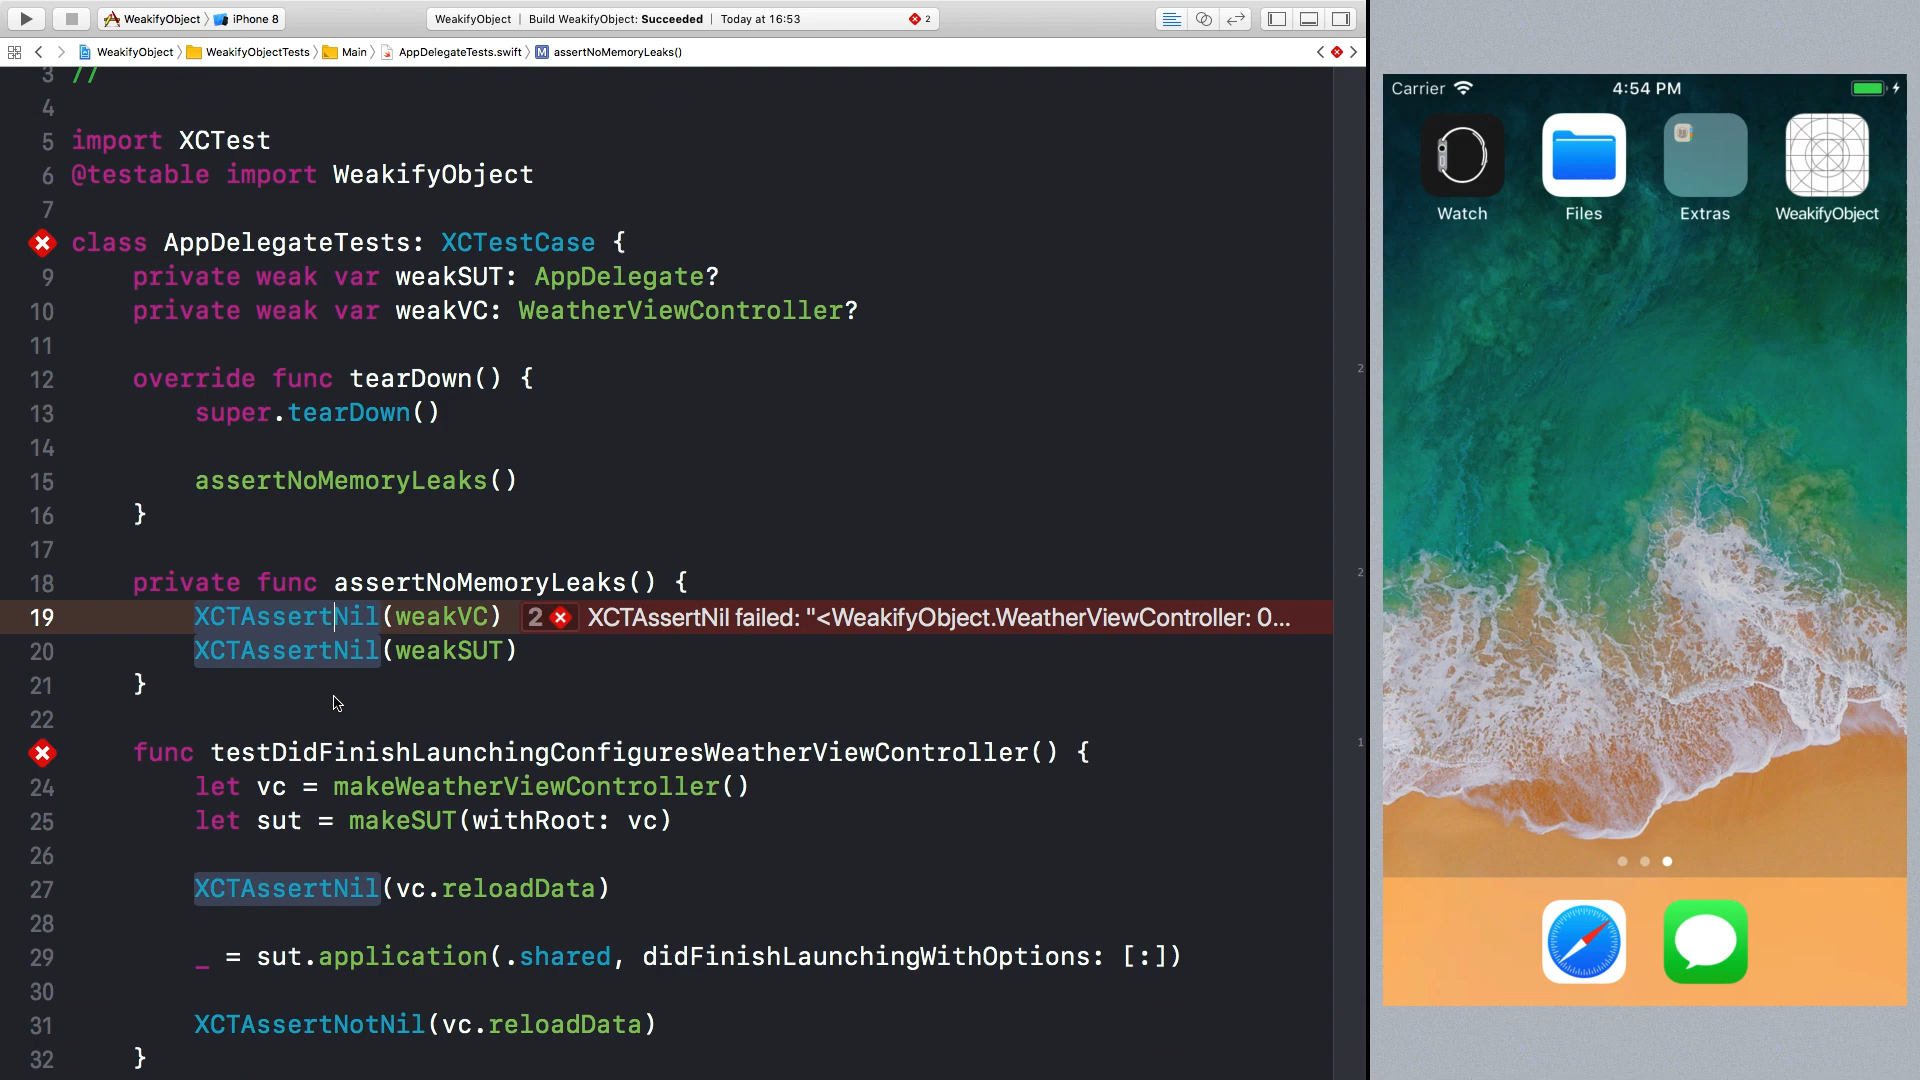 WeakifyObject iPhone 8 WeakifyObject | Build WeakifyObject: Succeeded | Today at 16:53 2
WeakifyObject WeakifyObjectTests Main AppDelegateTests.swift M assertNoMemoryLeaks()
3 //
4
5 import XCTest
6 @testable import WeakifyObject
7
class AppDelegateTests: XCTestCase {
9 private weak var weakSUT: AppDelegate?
10 private weak var weakVC: WeatherViewController?
11
12 override func tearDown() {
13 super.tearDown()
14
15 assertNoMemoryLeaks()
16 }
17
18 private func assertNoMemoryLeaks() {
19 XCTAssertNil(weakVC) 2 XCTAssertNil failed: "<WeakifyObject.WeatherViewController: 0...
20 XCTAssertNil(weakSUT)
21 }
22
func testDidFinishLaunchingConfiguresWeatherViewController() {
24 let vc = makeWeatherViewController()
25 let sut = makeSUT(withRoot: vc)
26
27 XCTAssertNil(vc.reloadData)
28
29 _ = sut.application(.shared, didFinishLaunchingWithOptions: [:])
30
31 XCTAssertNotNil(vc.reloadData)
32 }
2
2
1
Carrier 4:54 PM
Watch Files Extras WeakifyObject